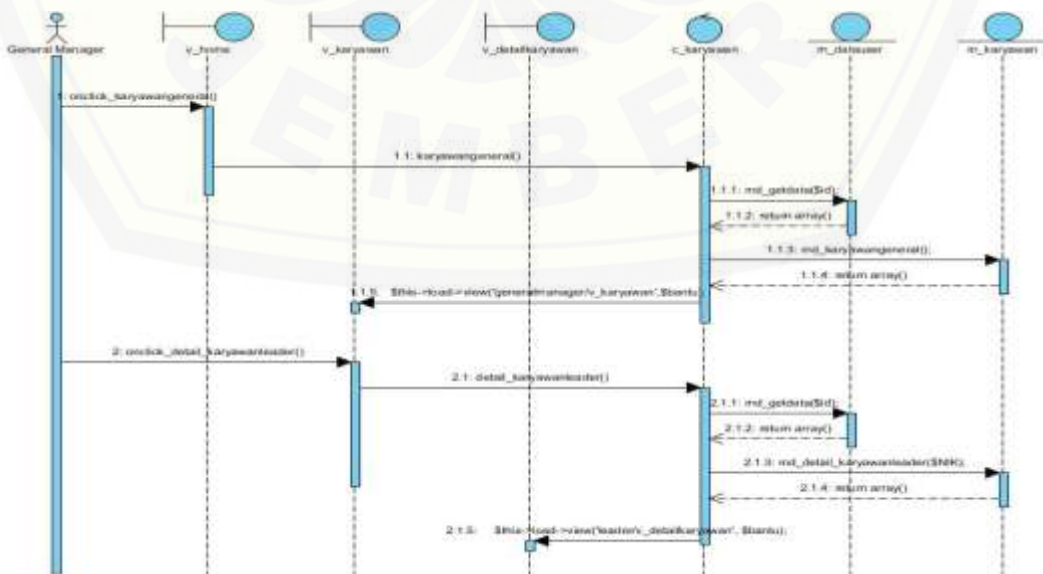 General Manager
v_home
v_karyawan
v_detailkaryawan
c_karyawan
m_datauser
m_karyawan
1: onclick_karyawangeneral()
JEMBER
1.1: karyawangeneral()
1.1.1: md_getdata($id);
1.1.2: return array()
1.1.3: md_karyawangeneral();
1.1.4: return array()
1.1.5: $this->load->view('generalmanager/v_karyawan',$bantu);
2: onclick_detail_karyawanleader()
2.1: detail_karyawanleader()
2.1.1: md_getdata($id);
2.1.2: return array()
2.1.3: md_detail_karyawanleader($NIK);
2.1.4: return array()
2.1.5: $this->load->view('leader/v_detailkaryawan', $bantu);